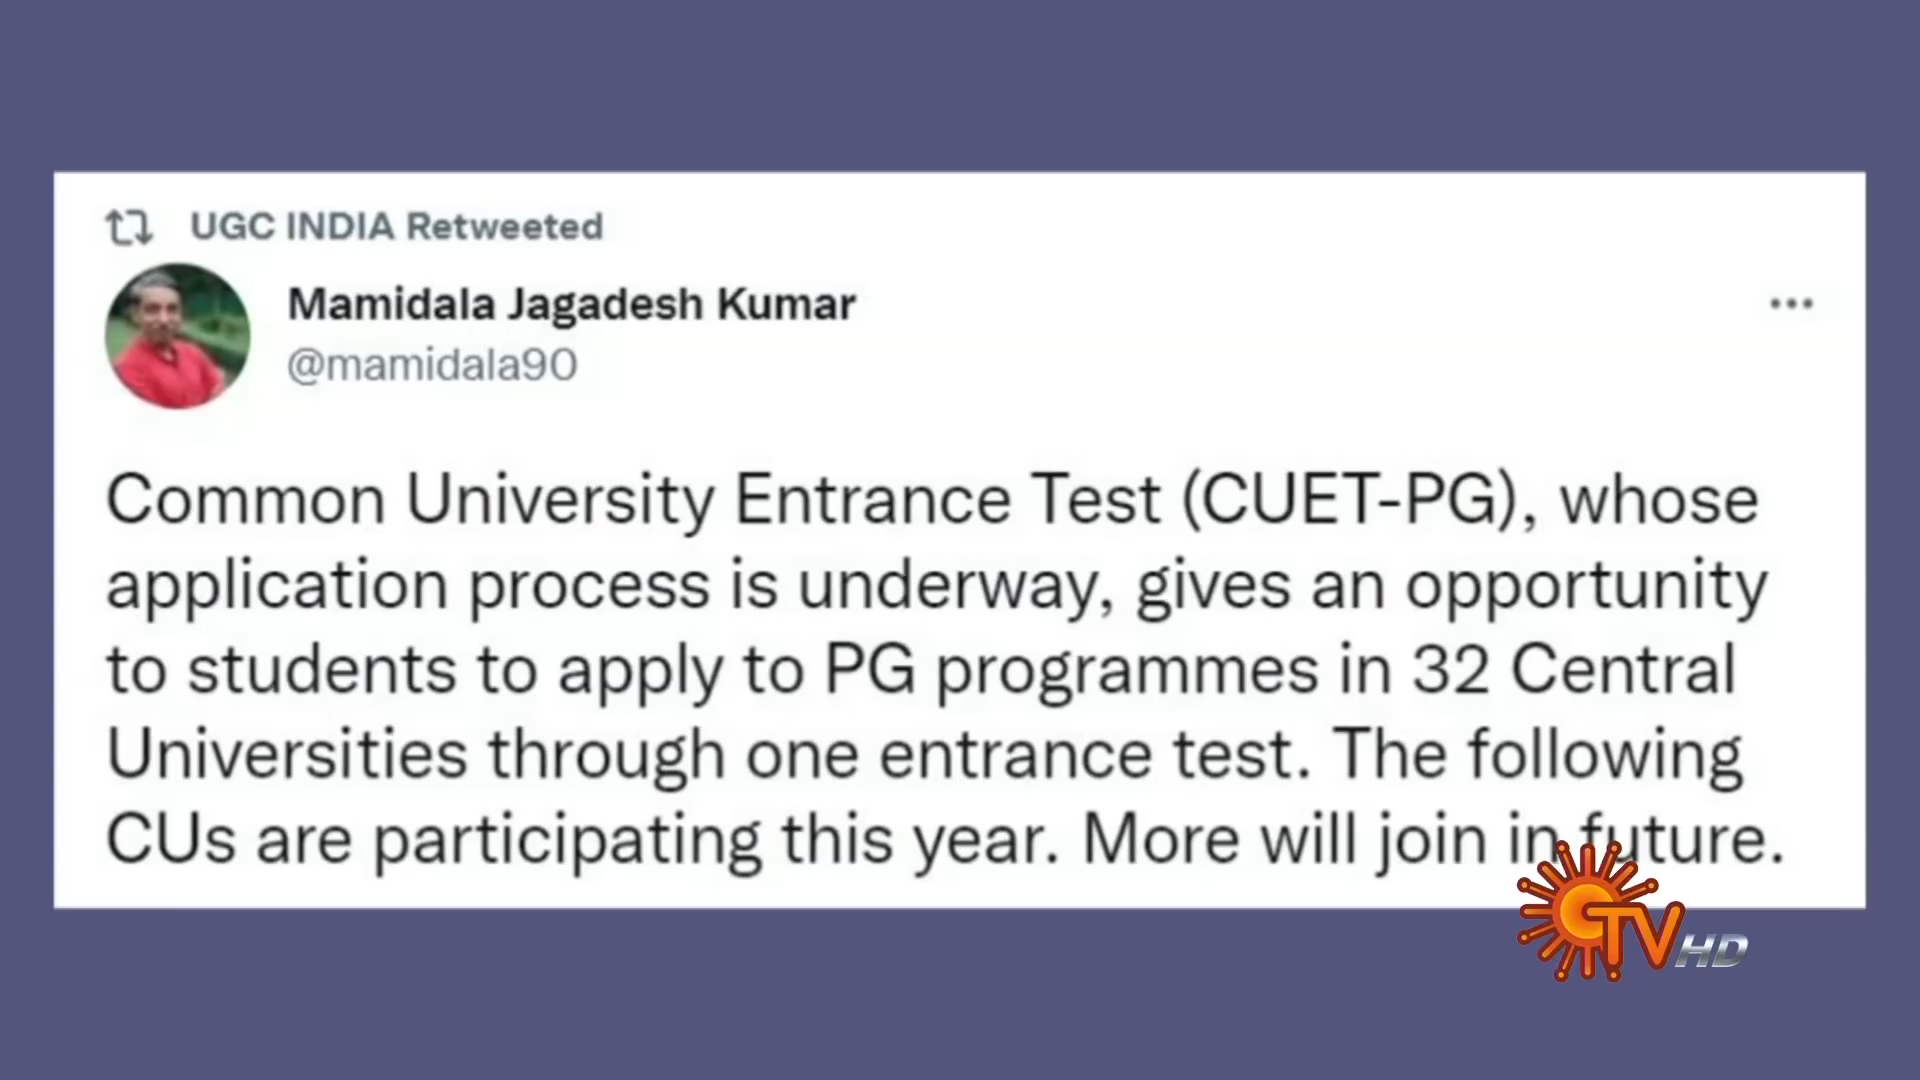 UGC INDIA Retweeted
Mamidala Jagadesh Kumar
@mamidala90
Common University Entrance Test (CUET-PG), whose
application process is underway, gives an opportunity
to students to apply to PG programmes in 32 Central
Universities through one entrance test. The following
CUs are participating this year. More will join in future.
TV HD